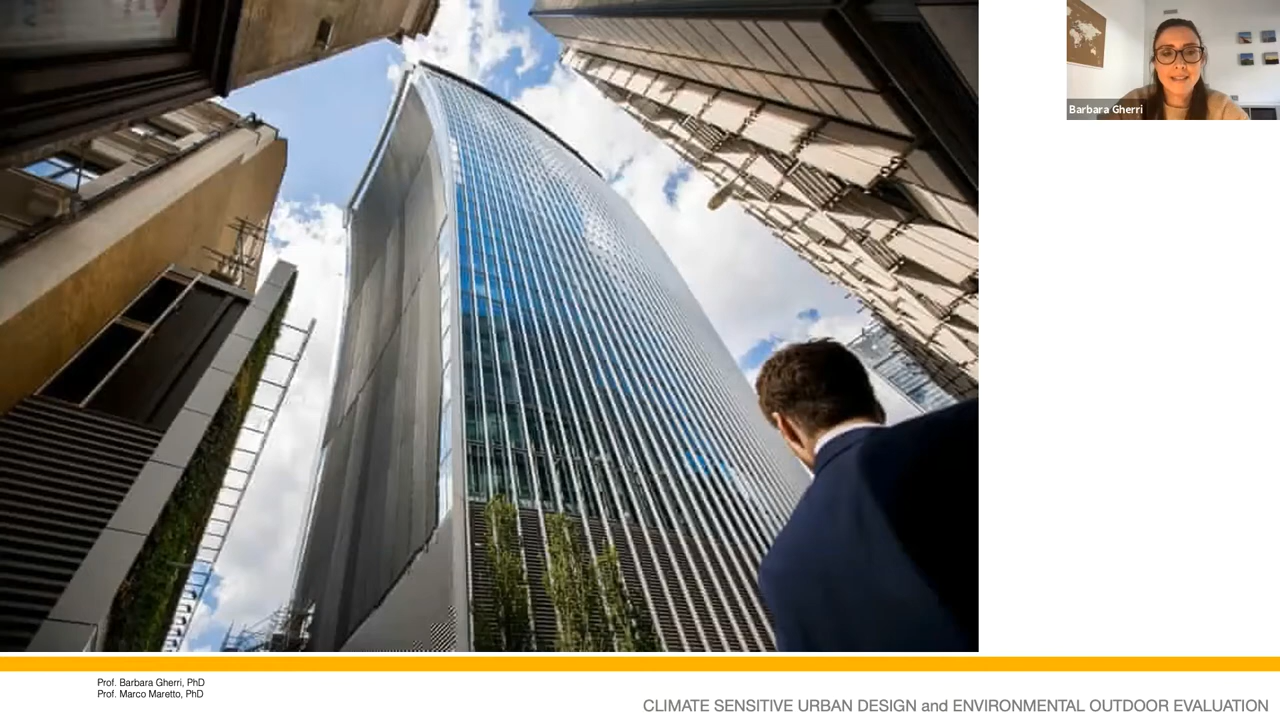 Barbara Gherri
Prof. Barbara Gherri, PhD
Prof. Marco Maretto, PhD
CLIMATE SENSITIVE URBAN DESIGN and ENVIRONMENTAL OUTDOOR EVALUATION